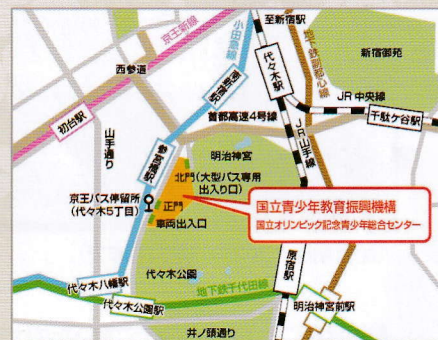 京王新線
小田急線
至新宿駅
地下鉄副都心線
新宿御苑
西参道
南新宿駅
代々木駅
JR中央線
千駄ケ谷駅
首都高速4号線
初台駅
山手通り
参宮橋駅
明治神宮
JR山手線
北門(大型バス専用
出入り口)
京王バス停留所
(代々木5丁目)
正門
車両出入口
国立青少年教育振興機構
国立オリンピック記念青少年総合センター
代々木公園
原宿駅
代々木八幡駅
地下鉄千代田線
代々木公園駅
明治神宮前駅
井ノ頭通り